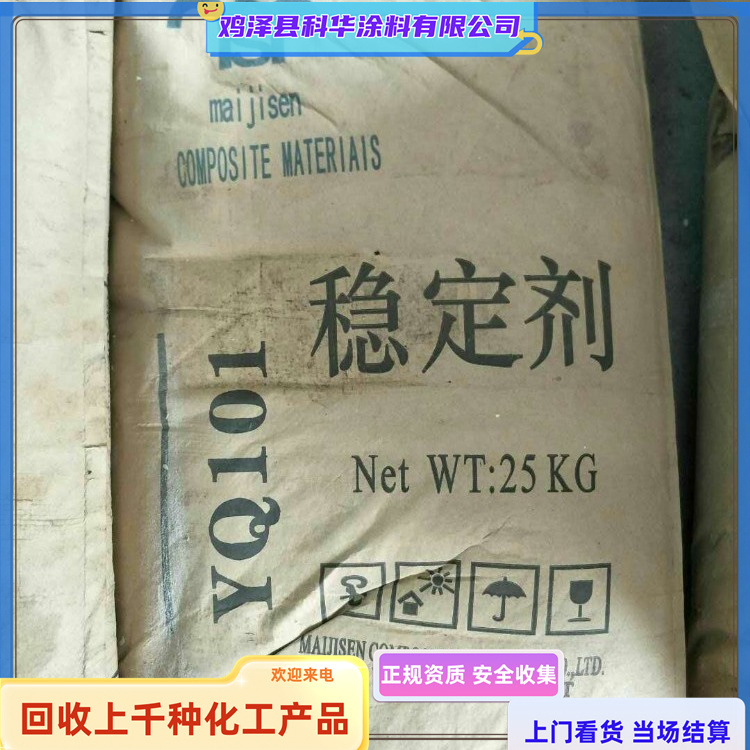 鸡泽县科华涂料有限公司
maijisen
COMPOSITE MATERIAIS
稳定剂
YQ101
Net WT:25KG
欢迎来电
正规资质 安全收集
回收上千种化工产品
上门看货 当场结算